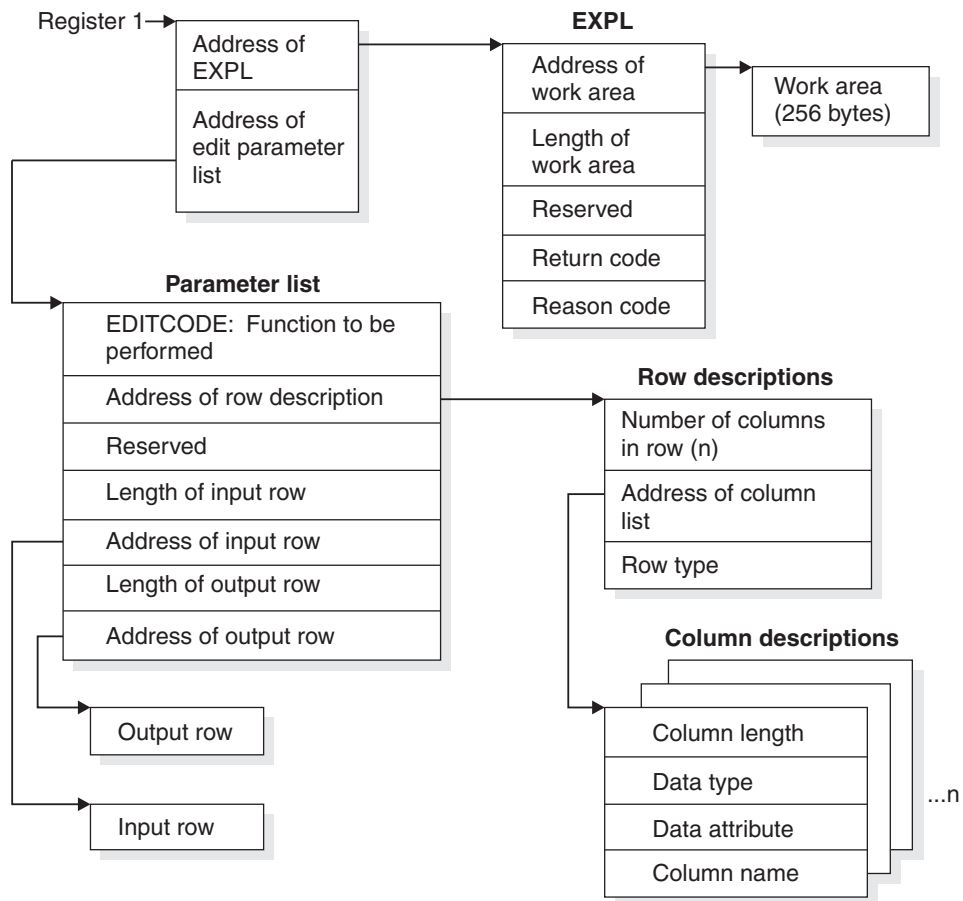 Register 1
Address of
EXPL
Address of
edit parameter
list
EXPL
Address of
work area
Length of
work area
Reserved
Return code
Reason code
Work area
(256 bytes)
Parameter list
EDITCODE: Function to be
performed
Address of row description
Reserved
Length of input row
Address of input row
Length of output row
Address of output row
Row descriptions
Number of columns
in row (n)
Address of column
list
Row type
Column descriptions
Column length
Data type
Data attribute
Column name
...n
Output row
Input row